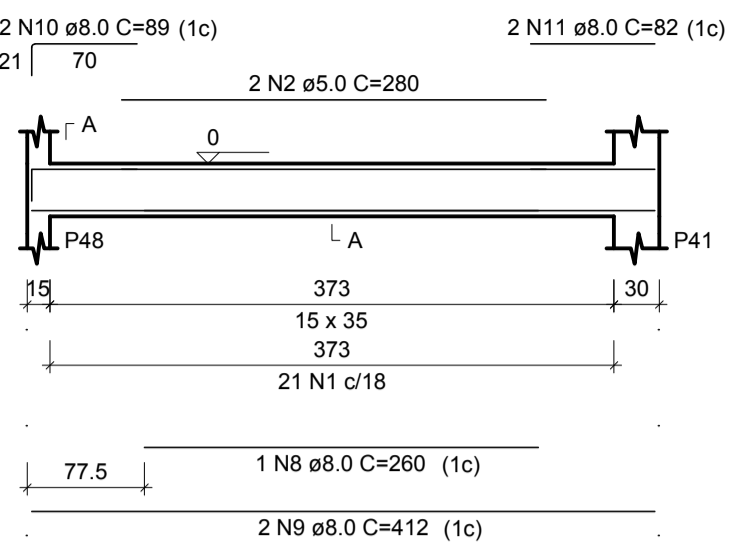 2 N10 ø8.0 C=89 (1c) 2 N11 ø8.0 C=82 (1c)
21 70
2 N2 ø5.0 C=280
A
0
P48 A P41
15 373 30
15 x 35
373
21 N1 c/18
1 N8 ø8.0 C=260 (1c)
77.5
2 N9 ø8.0 C=412 (1c)